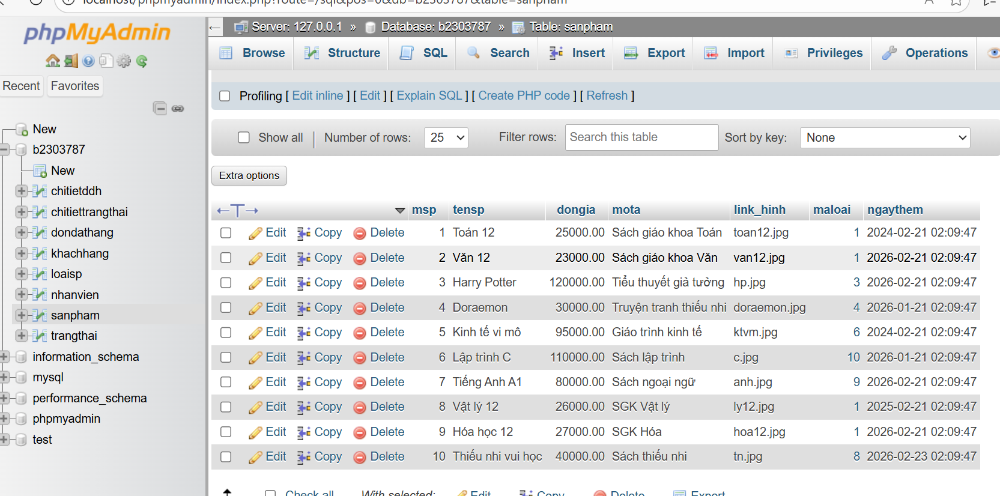 localhost/phpmyadmin/index.php?route=/sql&pos=0&db=b2303787&table=sanpham
phpMyAdmin
Recent Favorites
New
b2303787
New
chitietddh
chitiettrangthai
dondathang
khachhang
loaisp
nhanvien
sanpham
trangthai
information_schema
mysql
performance_schema
phpmyadmin
test
Server: 127.0.0.1 » Database: b2303787 » Table: sanpham
Browse Structure SQL Search Insert Export Import Privileges Operations
Profiling [ Edit inline ] [ Edit ] [ Explain SQL ] [ Create PHP code ] [ Refresh ]
Show all | Number of rows: 25 Filter rows: Search this table Sort by key: None
Extra options
←T→ msp tensp dongia mota link_hinh maloai ngaythem
Edit Copy Delete 1 Toán 12 25000.00 Sách giáo khoa Toán toan12.jpg 1 2024-02-21 02:09:47
Edit Copy Delete 2 Văn 12 23000.00 Sách giáo khoa Văn van12.jpg 1 2026-02-21 02:09:47
Edit Copy Delete 3 Harry Potter 120000.00 Tiểu thuyết giả tưởng hp.jpg 3 2026-02-21 02:09:47
Edit Copy Delete 4 Doraemon 30000.00 Truyện tranh thiếu nhi doraemon.jpg 4 2026-01-21 02:09:47
Edit Copy Delete 5 Kinh tế vi mô 95000.00 Giáo trình kinh tế ktvm.jpg 6 2024-02-21 02:09:47
Edit Copy Delete 6 Lập trình C 110000.00 Sách lập trình c.jpg 10 2026-01-21 02:09:47
Edit Copy Delete 7 Tiếng Anh A1 80000.00 Sách ngoại ngữ anh.jpg 9 2026-02-21 02:09:47
Edit Copy Delete 8 Vật lý 12 26000.00 SGK Vật lý ly12.jpg 1 2025-02-21 02:09:47
Edit Copy Delete 9 Hóa học 12 27000.00 SGK Hóa hoa12.jpg 1 2026-02-21 02:09:47
Edit Copy Delete 10 Thiếu nhi vui học 40000.00 Sách thiếu nhi tn.jpg 8 2026-02-23 02:09:47
Check all With selected: Edit Copy Delete Export